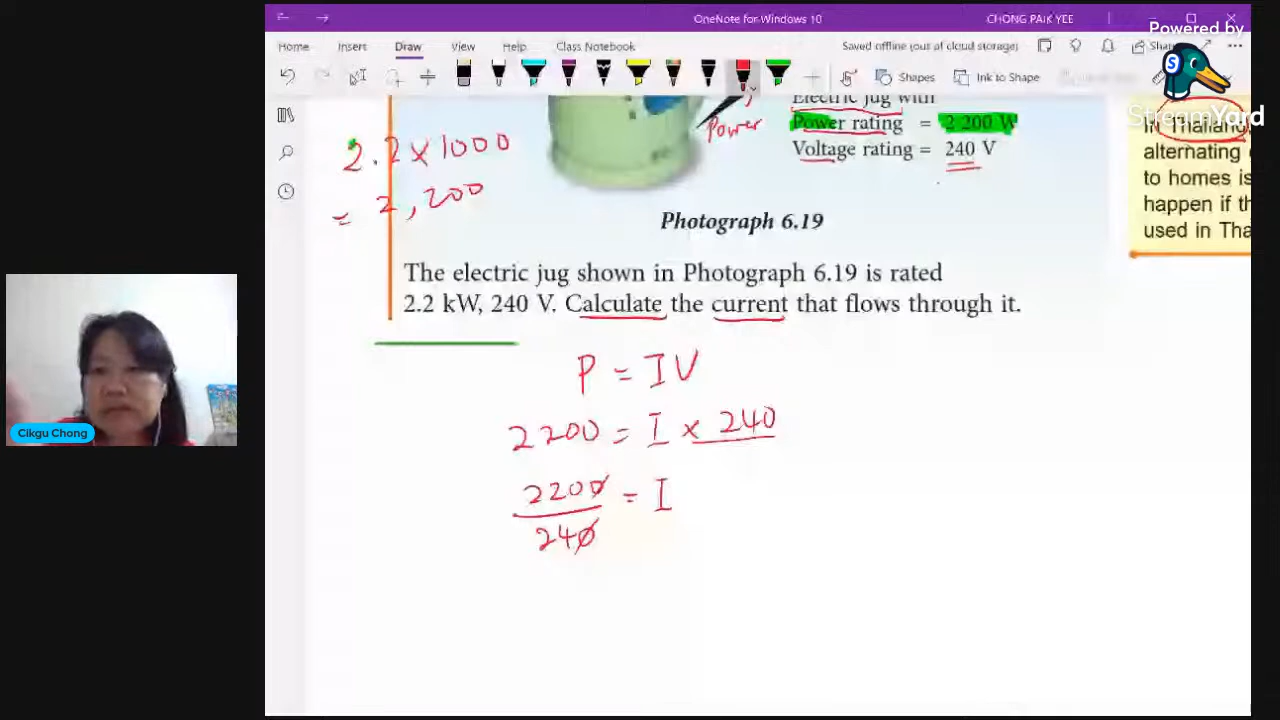 OneNote for Windows 10
CHONG PAIK YEE
Powered by
StreamYard
Home Insert Draw View Help Class Notebook
Saved offline (out of cloud storage)
Share
Shapes
Ink to Shape
Electric jug with
Power rating = 2 200 W
Voltage rating = 240 V
Power
2.2 x 1000
= 2,200
In Thailand,
alternating
to homes is
happen if th
used in Tha
Photograph 6.19
The electric jug shown in Photograph 6.19 is rated
2.2 kW, 240 V. Calculate the current that flows through it.
P = IV
2200 = I x 240
2200 = I
240
Cikgu Chong